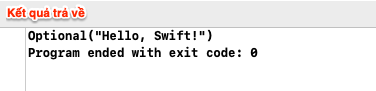 Kết quả trả về
Optional("Hello, Swift!")
Program ended with exit code: 0